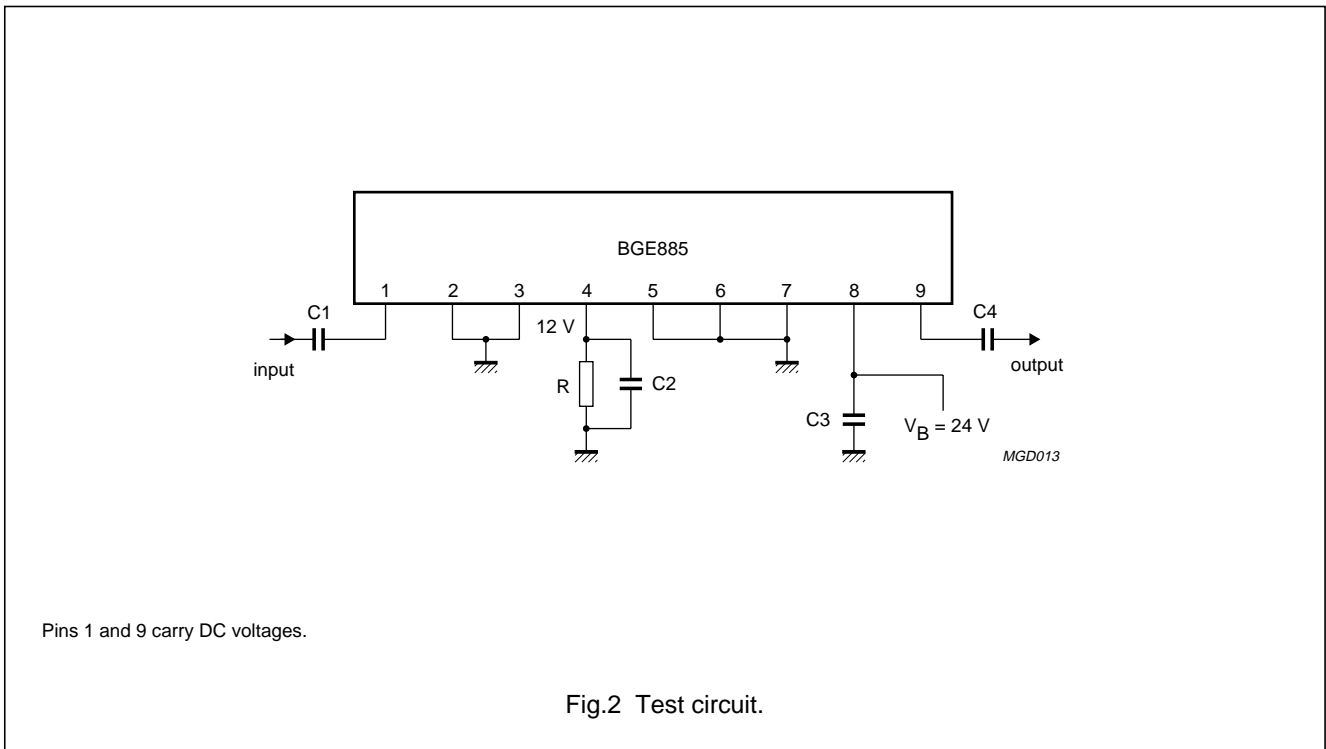 BGE885
1 2 3 4 5 6 7 8 9
C1
C4
12 V
input
output
R
C2
C3
VB = 24 V
MGD013
Pins 1 and 9 carry DC voltages.
Fig.2 Test circuit.